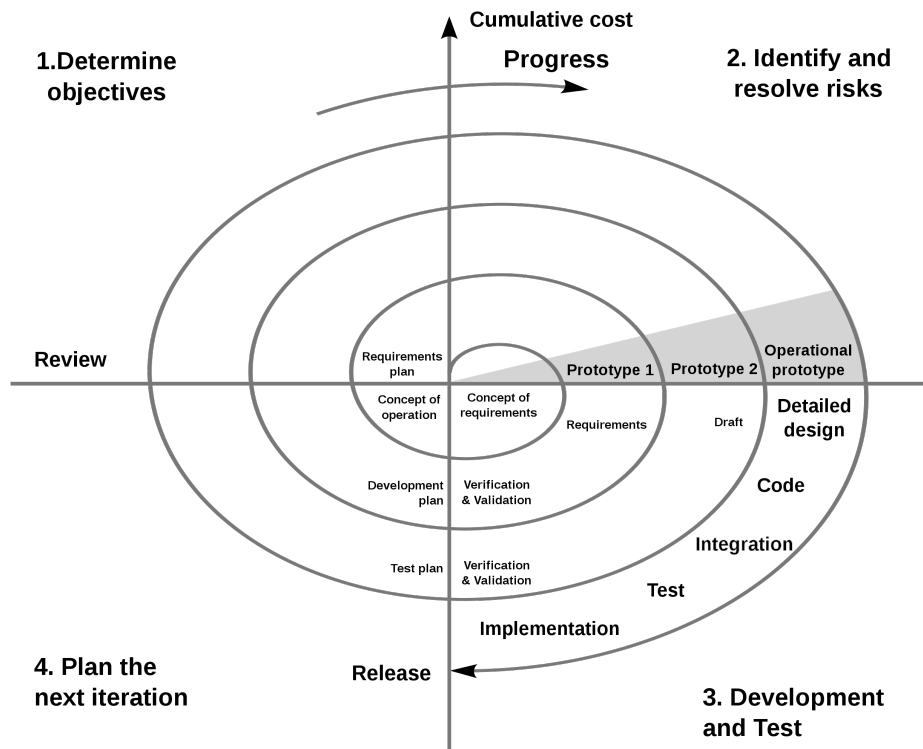 Cumulative cost
Progress
1.Determine
objectives
2. Identify and
resolve risks
Review
Requirements
plan
Prototype 1
Prototype 2
Operational
prototype
Concept of
operation
Concept of
requirements
Requirements
Draft
Detailed
design
Development
plan
Verification
& Validation
Code
Integration
Test plan
Verification
& Validation
Test
Implementation
Release
4. Plan the
next iteration
3. Development
and Test